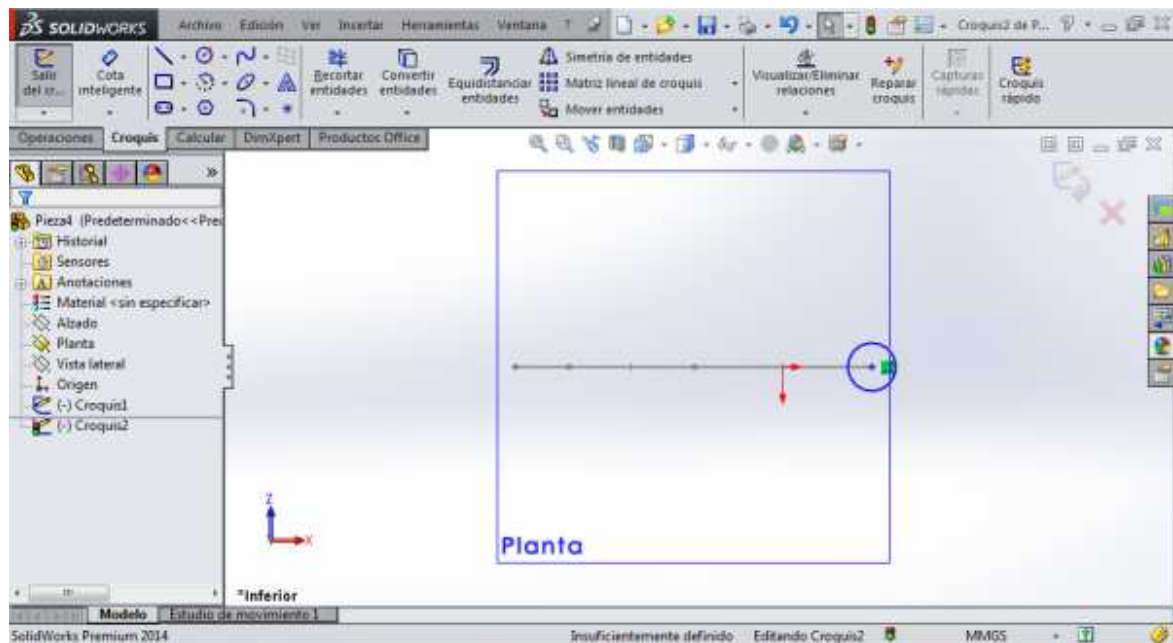 SOLIDWORKS Archivo Edición Ver Insertar Herramientas Ventana ? Croquis2 de P...
Salir del cr...
Cota inteligente
Recortar entidades
Convertir entidades
Equidistanciar entidades
Simetría de entidades
Matriz lineal de croquis
Mover entidades
Visualizar/Eliminar relaciones
Reparar croquis
Capturas rápidas
Croquis rápido
Operaciones Croquis Calcular DimXpert Productos Office
Pieza4 (Predeterminado<<Pred
Historial
Sensores
Anotaciones
Material <sin especificar>
Alzado
Planta
Vista lateral
Origen
(-) Croquis1
(-) Croquis2
Z
X
Planta
*Inferior
Modelo Estudio de movimiento 1
SolidWorks Premium 2014 Insuficientemente definido Editando Croquis2 MMGS